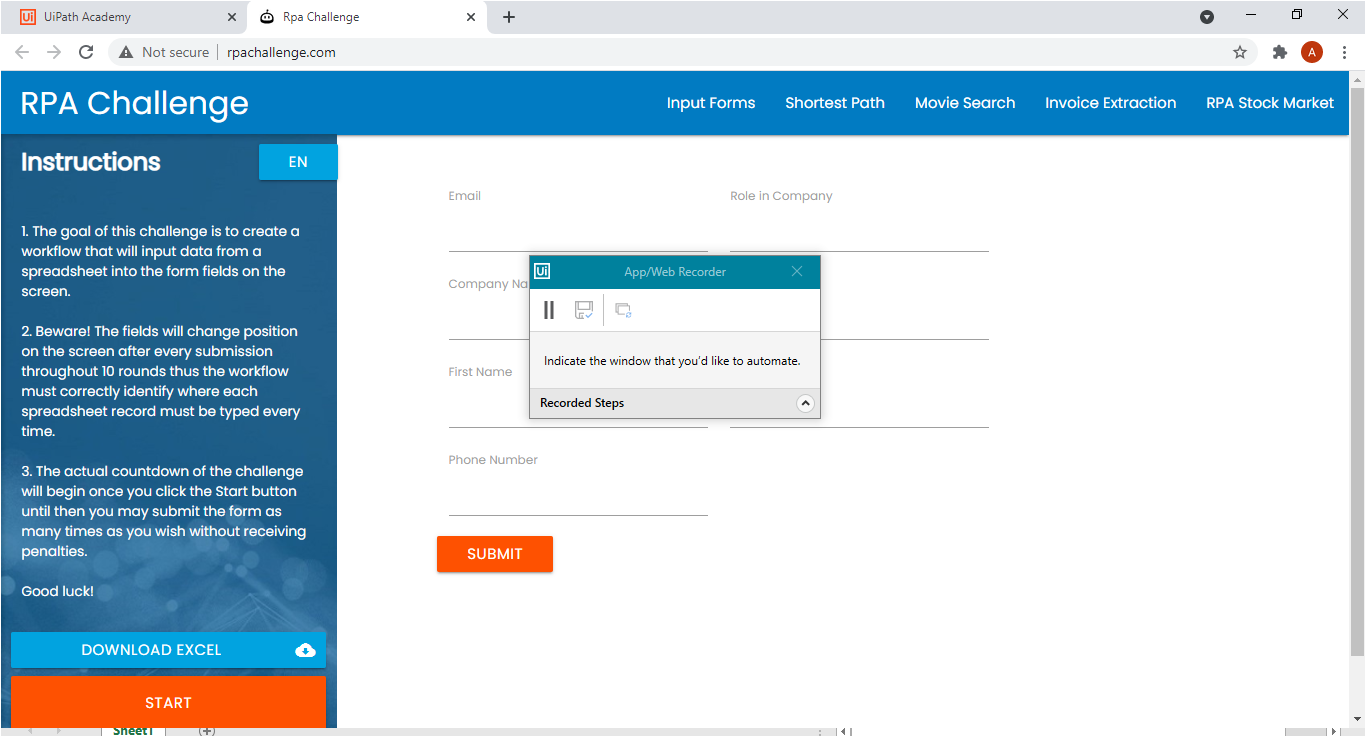 UiPath Academy
Rpa Challenge
Not secure
rpachallenge.com
A
RPA Challenge
Input Forms
Shortest Path
Movie Search
Invoice Extraction
RPA Stock Market
Instructions
EN
1. The goal of this challenge is to create a
workflow that will input data from a
spreadsheet into the form fields on the
screen.
2. Beware! The fields will change position
on the screen after every submission
throughout 10 rounds thus the workflow
must correctly identify where each
spreadsheet record must be typed every
time.
3. The actual countdown of the challenge
will begin once you click the Start button
until then you may submit the form as
many times as you wish without receiving
penalties.
Good luck!
DOWNLOAD EXCEL
START
Email
Role in Company
Company Na
First Name
Phone Number
SUBMIT
Ui
App/Web Recorder
Indicate the window that you'd like to automate.
Recorded Steps
Sheet1